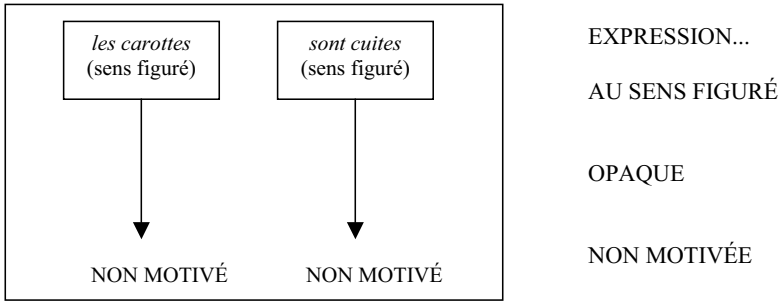 les carottes
(sens figuré)
sont cuites
(sens figuré)
NON MOTIVÉ
NON MOTIVÉ
EXPRESSION...
AU SENS FIGURÉ
OPAQUE
NON MOTIVÉE